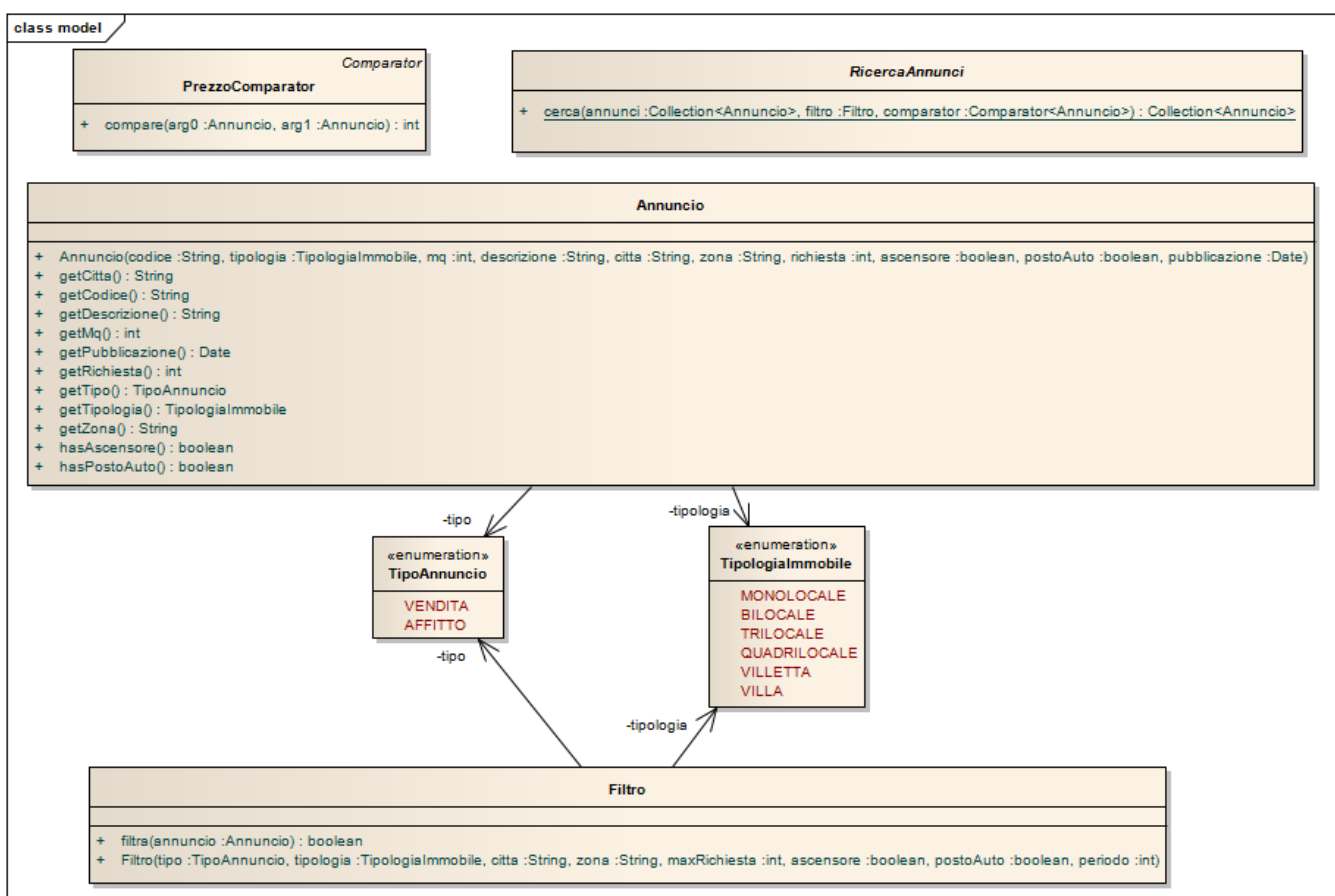 class model
Comparator
PrezzoComparator
+ compare(arg0 :Annuncio, arg1 :Annuncio) : int
RicercaAnnunci
+ cerca(annunci :Collection<Annuncio>, filtro :Filtro, comparator :Comparator<Annuncio>) : Collection<Annuncio>
Annuncio
+ Annuncio(codice :String, tipologia :TipologiaImmobile, mq :int, descrizione :String, citta :String, zona :String, richiesta :int, ascensore :boolean, postoAuto :boolean, pubblicazione :Date)
+ getCitta() : String
+ getCodice() : String
+ getDescrizione() : String
+ getMq() : int
+ getPubblicazione() : Date
+ getRichiesta() : int
+ getTipo() : TipoAnnuncio
+ getTipologia() : TipologiaImmobile
+ getZona() : String
+ hasAscensore() : boolean
+ hasPostoAuto() : boolean
-tipo
-tipologia
«enumeration»
TipoAnnuncio
VENDITA
AFFITTO
«enumeration»
TipologiaImmobile
MONOLOCALE
BILOCALE
TRILOCALE
QUADRILOCALE
VILLETTA
VILLA
-tipo
-tipologia
Filtro
+ filtra(annuncio :Annuncio) : boolean
+ Filtro(tipo :TipoAnnuncio, tipologia :TipologiaImmobile, citta :String, zona :String, maxRichiesta :int, ascensore :boolean, postoAuto :boolean, periodo :int)